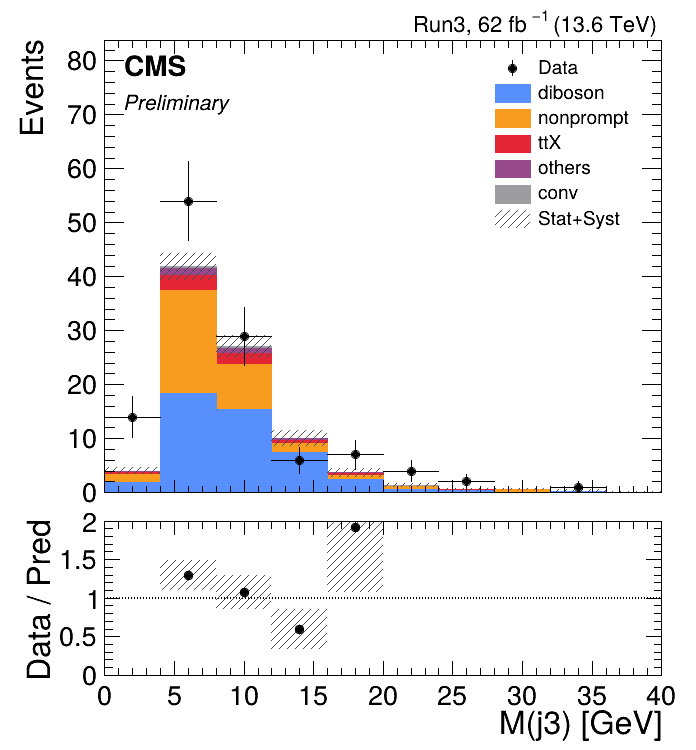 Run3, 62 fb⁻¹ (13.6 TeV)
CMS
Preliminary
Events
80
70
60
50
40
30
20
10
0
Data
diboson
nonprompt
ttX
others
conv
Stat+Syst
Data / Pred
2
1.5
1
0.5
0
0 5 10 15 20 25 30 35 40
M(j3) [GeV]